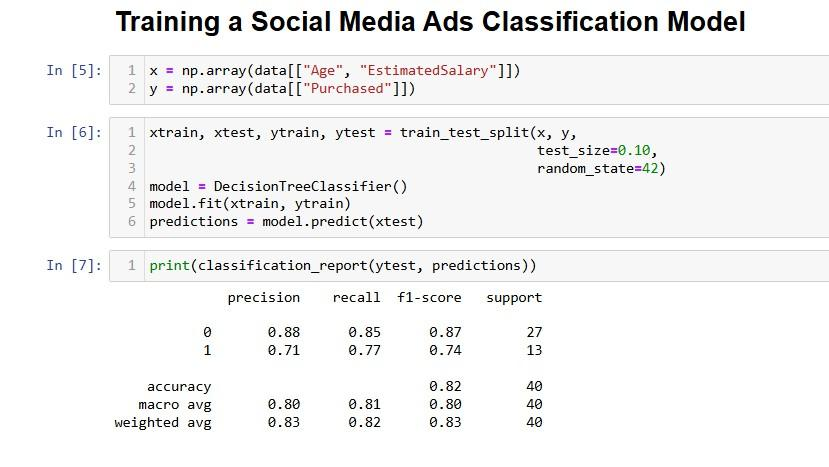 Training a Social Media Ads Classification Model
In [5]: 1 x = np.array(data[["Age", "EstimatedSalary"]])
2 y = np.array(data[["Purchased"]])
In [6]: 1 xtrain, xtest, ytrain, ytest = train_test_split(x, y,
2 test_size=0.10,
3 random_state=42)
4 model = DecisionTreeClassifier()
5 model.fit(xtrain, ytrain)
6 predictions = model.predict(xtest)
In [7]: 1 print(classification_report(ytest, predictions))
precision recall f1-score support
0 0.88 0.85 0.87 27
1 0.71 0.77 0.74 13
accuracy 0.82 40
macro avg 0.80 0.81 0.80 40
weighted avg 0.83 0.82 0.83 40